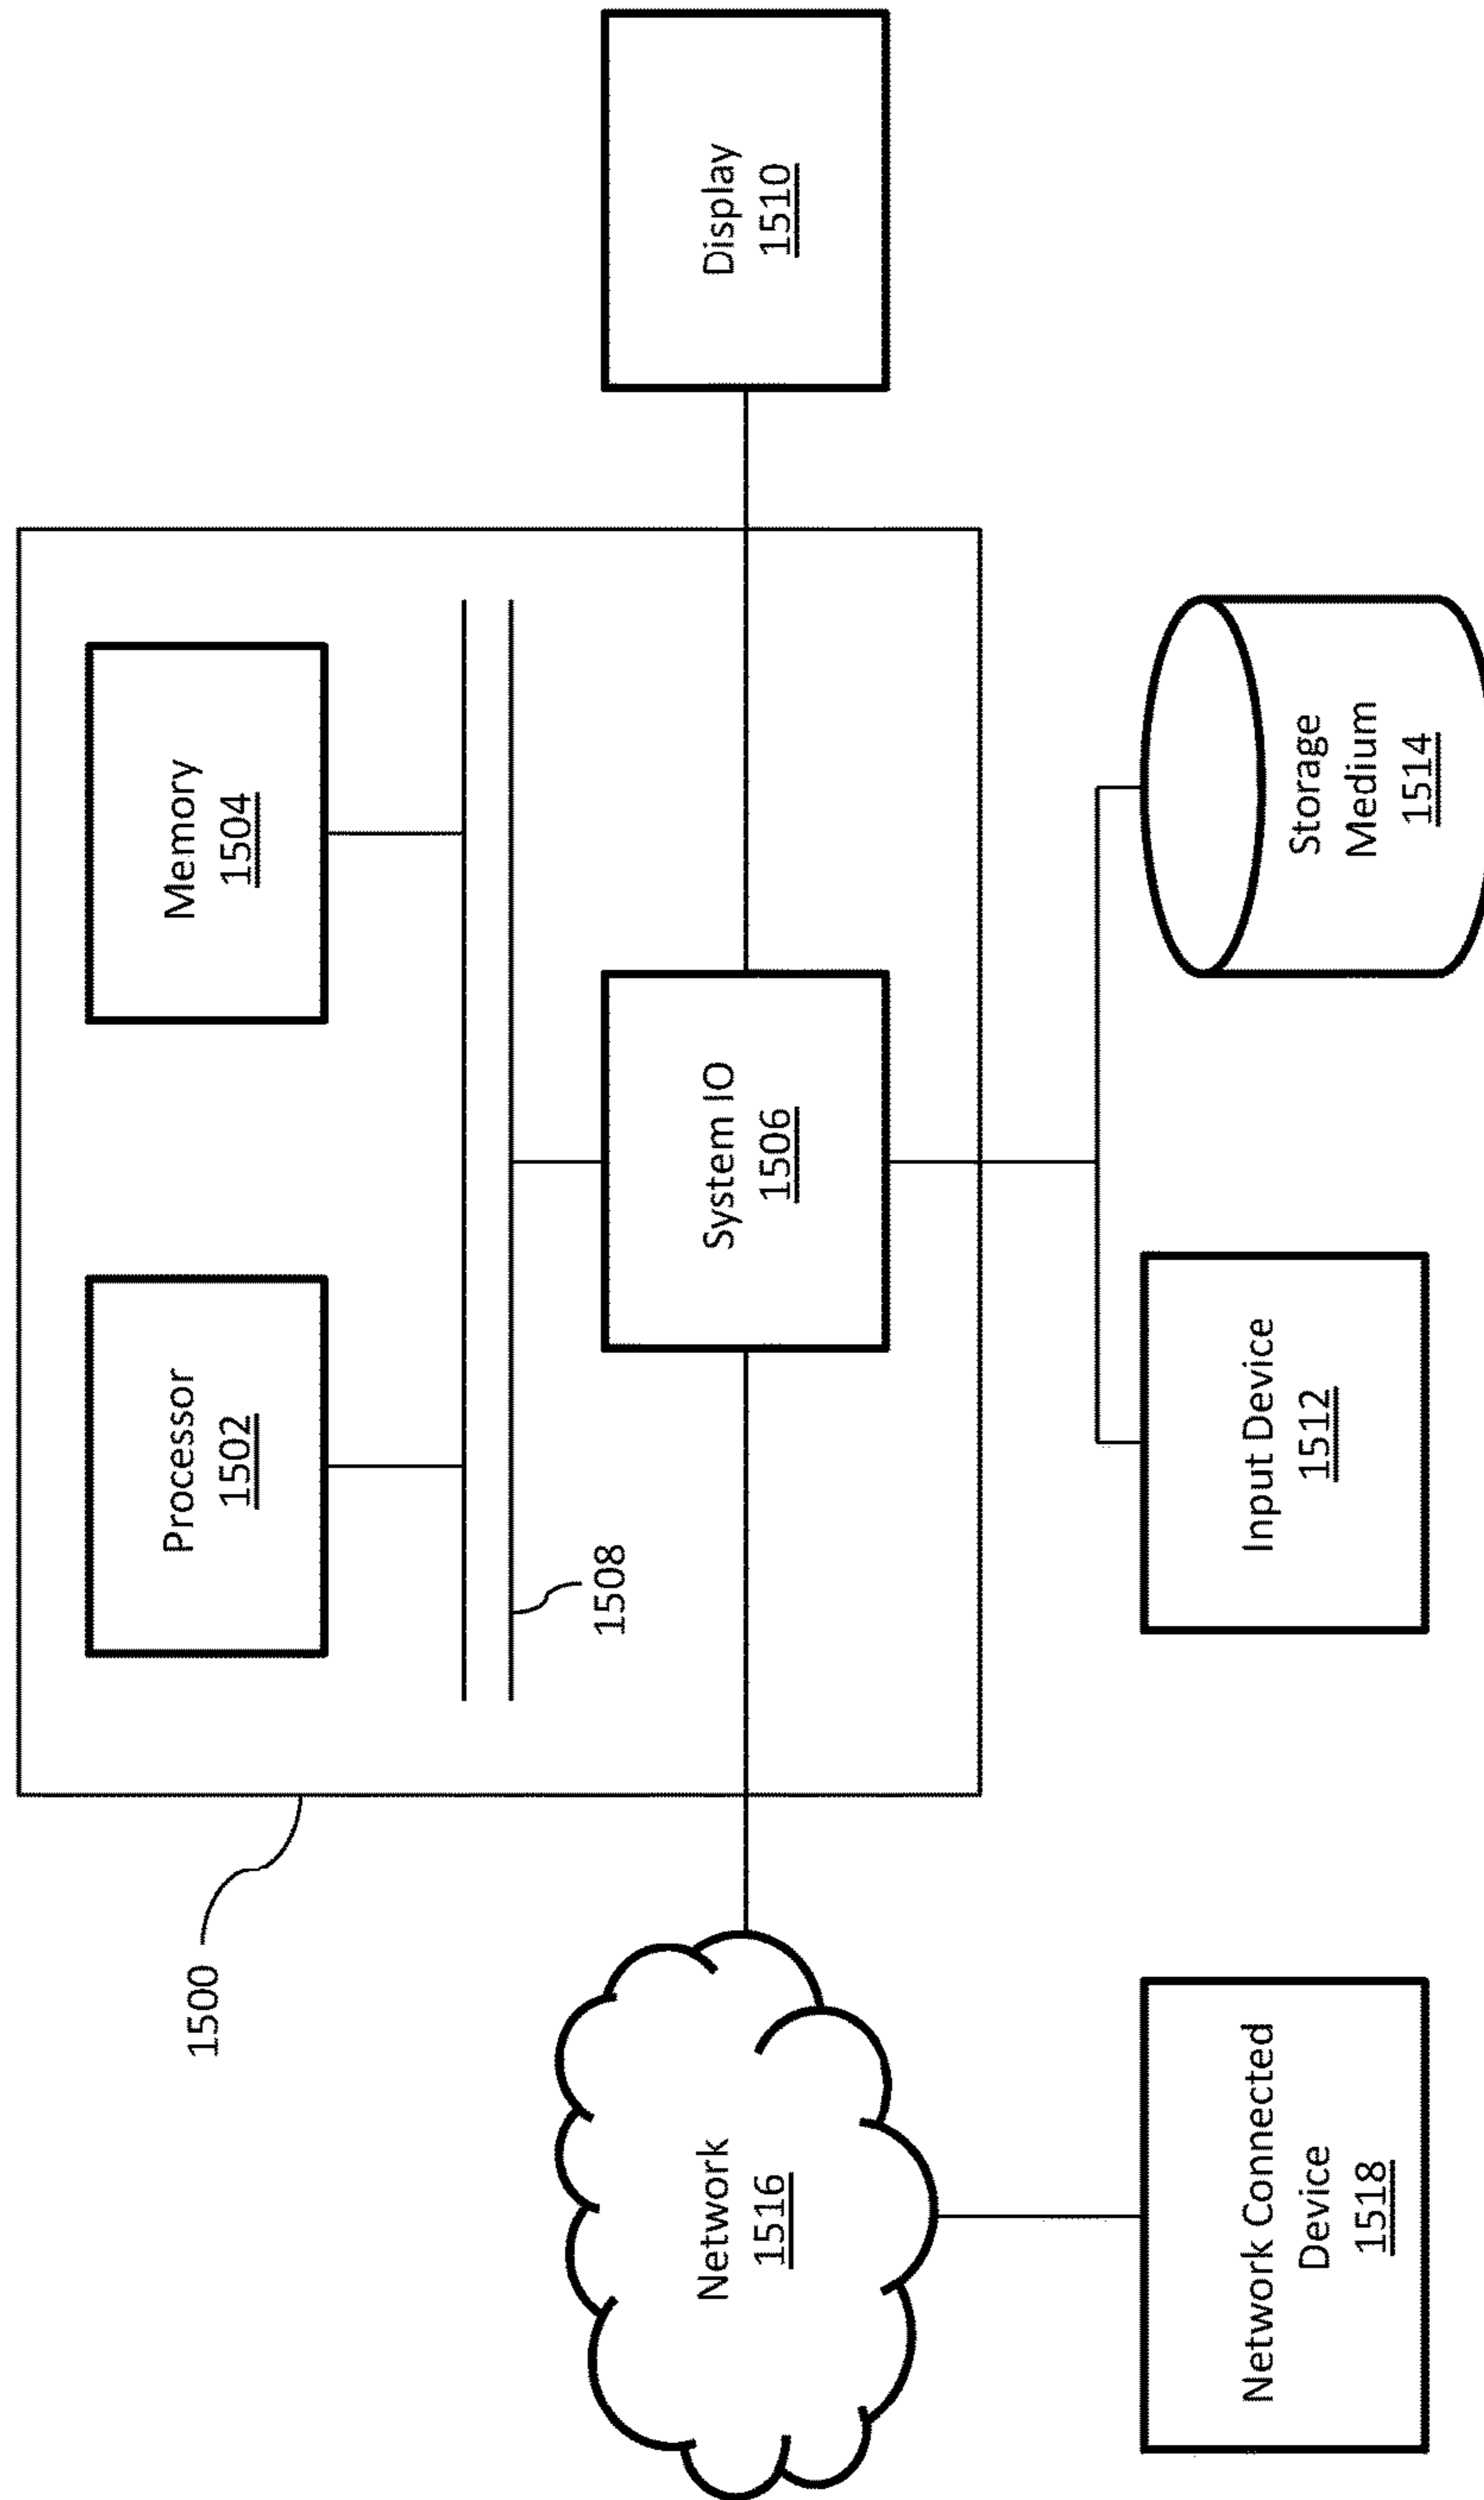 1500
Processor
1502
Memory
1504
1508
System IO
1506
Display
1510
Network
1516
Network Connected
Device
1518
Input Device
1512
Storage
Medium
1514